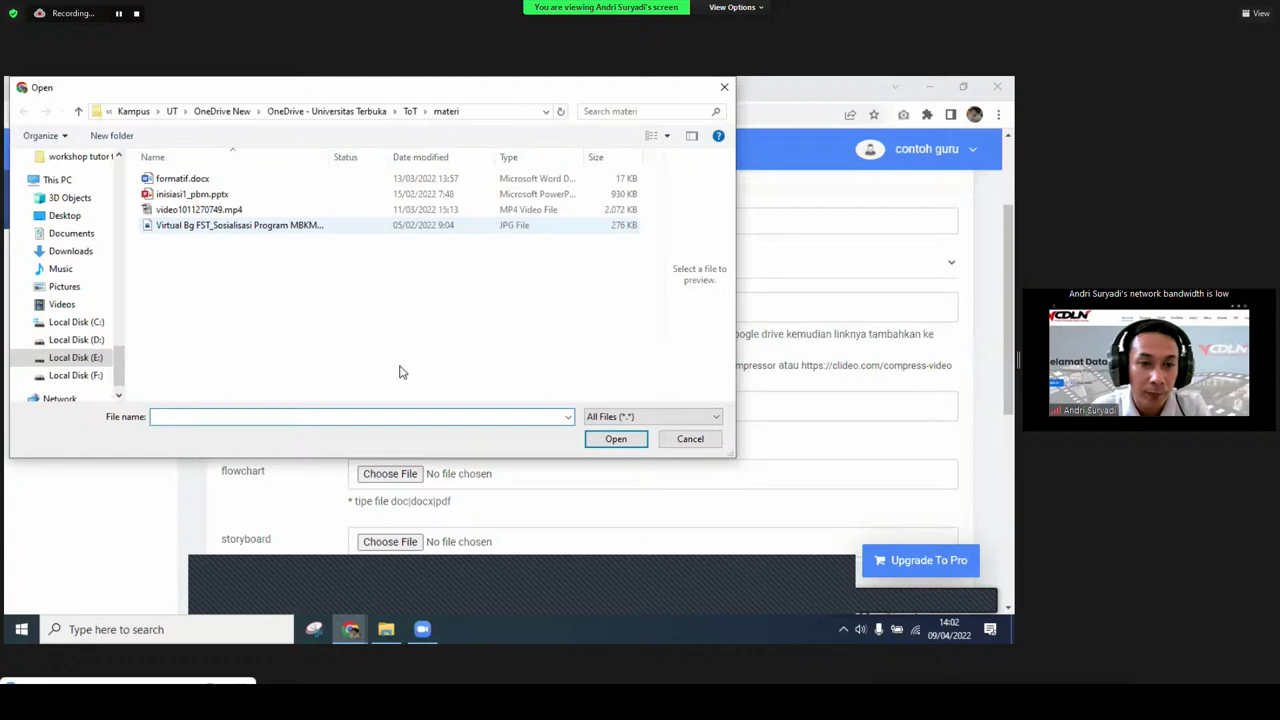 Recording...
You are viewing Andri Suryadi's screen
View Options
View
Open
Kampus
UT
OneDrive New
OneDrive - Universitas Terbuka
ToT
materi
Search materi
Organize
New folder
Name
Status
Date modified
Type
Size
workshop tutor
This PC
3D Objects
Desktop
Documents
Downloads
Music
Pictures
Videos
Local Disk (C:)
Local Disk (D:)
Local Disk (E:)
Local Disk (F:)
Network
formatif.docx 13/03/2022 13:57 Microsoft Word D... 17 KB
inisiasi1_pbm.pptx 15/02/2022 7:48 Microsoft PowerP... 930 KB
video1011270749.mp4 11/03/2022 15:13 MP4 Video File 2.072 KB
Virtual Bg FST_Sosialisasi Program MBKM... 05/02/2022 9:04 JPG File 276 KB
Select a file to
preview.
File name:
All Files (*.*)
Open
Cancel
contoh guru
oogle drive kemudian linknya tambahkan ke
mpressor atau https://clideo.com/compress-video
flowchart
Choose File No file chosen
* tipe file doc|docx|pdf
storyboard
Choose File No file chosen
Upgrade To Pro
Type here to search
14:02
09/04/2022
Andri Suryadi's network bandwidth is low
VCDLN
Selamat Data
Andri Suryadi